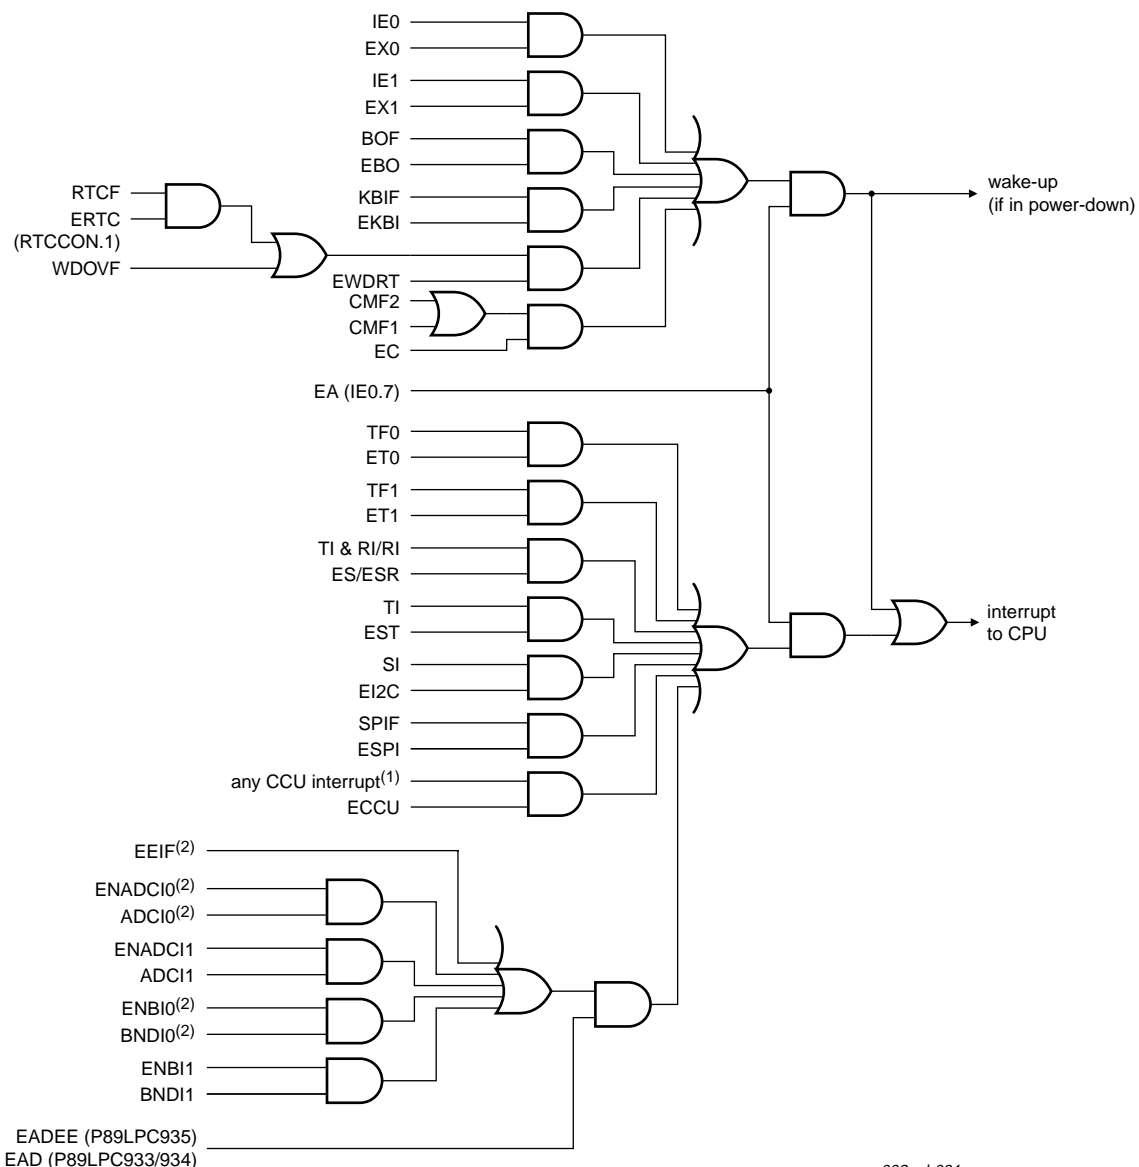 IE0
EX0
IE1
EX1
BOF
EBO
KBIF
EKBI
RTCF
ERTC
(RTCCON.1)
WDOVF
EWDRT
CMF2
CMF1
EC
wake-up
(if in power-down)
EA (IE0.7)
TF0
ET0
TF1
ET1
TI & RI/RI
ES/ESR
TI
EST
SI
EI2C
SPIF
ESPI
any CCU interrupt(1)
ECCU
interrupt
to CPU
EEIF(2)
ENADCI0(2)
ADCI0(2)
ENADCI1
ADCI1
ENBI0(2)
BNDI0(2)
ENBI1
BNDI1
EADEE (P89LPC935)
EAD (P89LPC933/934)